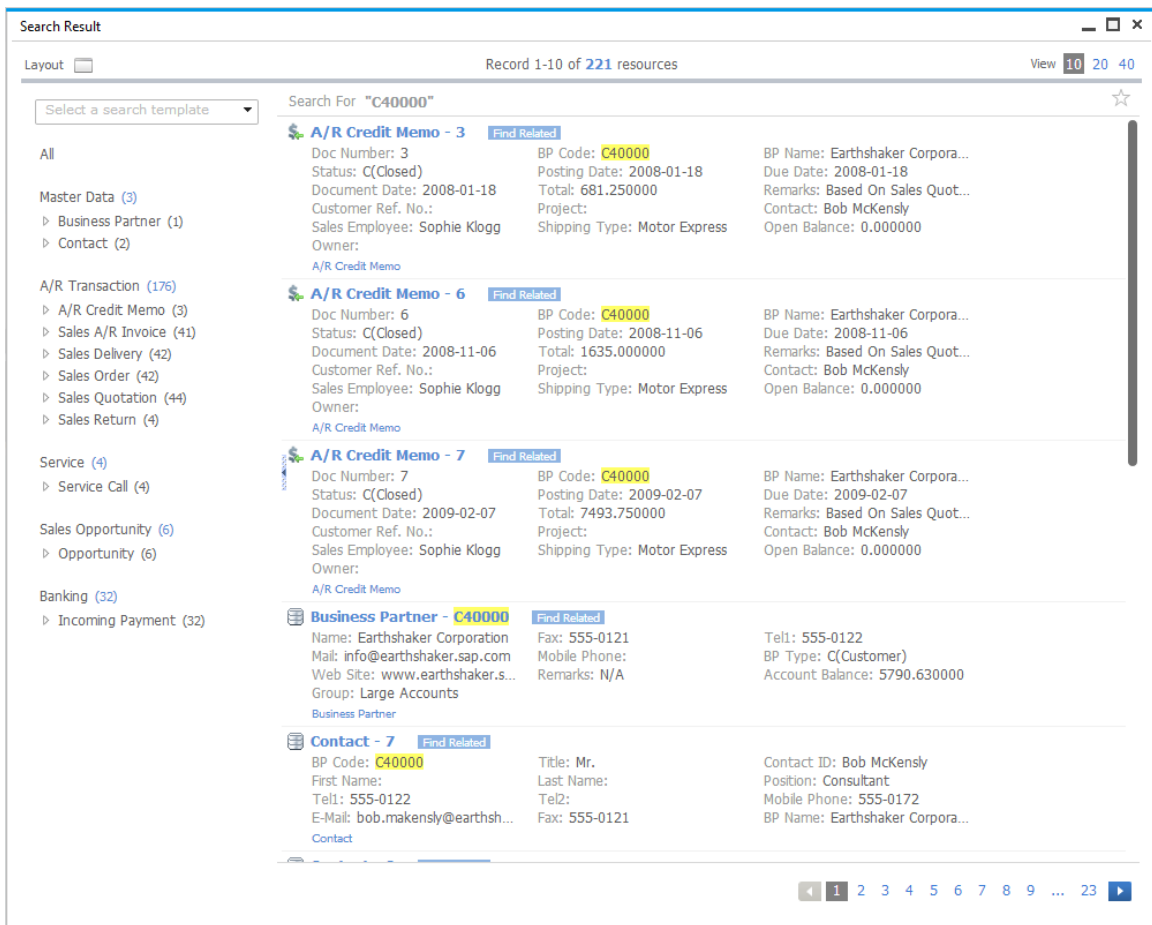 Search Result
Layout
Record 1-10 of 221 resources
View 10 20 40
Select a search template
All
Master Data (3)
Business Partner (1)
Contact (2)
A/R Transaction (176)
A/R Credit Memo (3)
Sales A/R Invoice (41)
Sales Delivery (42)
Sales Order (42)
Sales Quotation (44)
Sales Return (4)
Service (4)
Service Call (4)
Sales Opportunity (6)
Opportunity (6)
Banking (32)
Incoming Payment (32)
Search For "C40000"
A/R Credit Memo - 3 Find Related
Doc Number: 3 BP Code: C40000 BP Name: Earthshaker Corpora...
Status: C(Closed) Posting Date: 2008-01-18 Due Date: 2008-01-18
Document Date: 2008-01-18 Total: 681.250000 Remarks: Based On Sales Quot...
Customer Ref. No.: Project: Contact: Bob McKensly
Sales Employee: Sophie Klogg Shipping Type: Motor Express Open Balance: 0.000000
Owner:
A/R Credit Memo
A/R Credit Memo - 6 Find Related
Doc Number: 6 BP Code: C40000 BP Name: Earthshaker Corpora...
Status: C(Closed) Posting Date: 2008-11-06 Due Date: 2008-11-06
Document Date: 2008-11-06 Total: 1635.000000 Remarks: Based On Sales Quot...
Customer Ref. No.: Project: Contact: Bob McKensly
Sales Employee: Sophie Klogg Shipping Type: Motor Express Open Balance: 0.000000
Owner:
A/R Credit Memo
A/R Credit Memo - 7 Find Related
Doc Number: 7 BP Code: C40000 BP Name: Earthshaker Corpora...
Status: C(Closed) Posting Date: 2009-02-07 Due Date: 2009-02-07
Document Date: 2009-02-07 Total: 7493.750000 Remarks: Based On Sales Quot...
Customer Ref. No.: Project: Contact: Bob McKensly
Sales Employee: Sophie Klogg Shipping Type: Motor Express Open Balance: 0.000000
Owner:
A/R Credit Memo
Business Partner - C40000 Find Related
Name: Earthshaker Corporation Fax: 555-0121 Tel1: 555-0122
Mail: info@earthshaker.sap.com Mobile Phone: BP Type: C(Customer)
Web Site: www.earthshaker.s... Remarks: N/A Account Balance: 5790.630000
Group: Large Accounts
Business Partner
Contact - 7 Find Related
BP Code: C40000 Title: Mr. Contact ID: Bob McKensly
First Name: Last Name: Position: Consultant
Tel1: 555-0122 Tel2: Mobile Phone: 555-0172
E-Mail: bob.makensly@earthsh... Fax: 555-0121 BP Name: Earthshaker Corpora...
Contact
1 2 3 4 5 6 7 8 9 ... 23